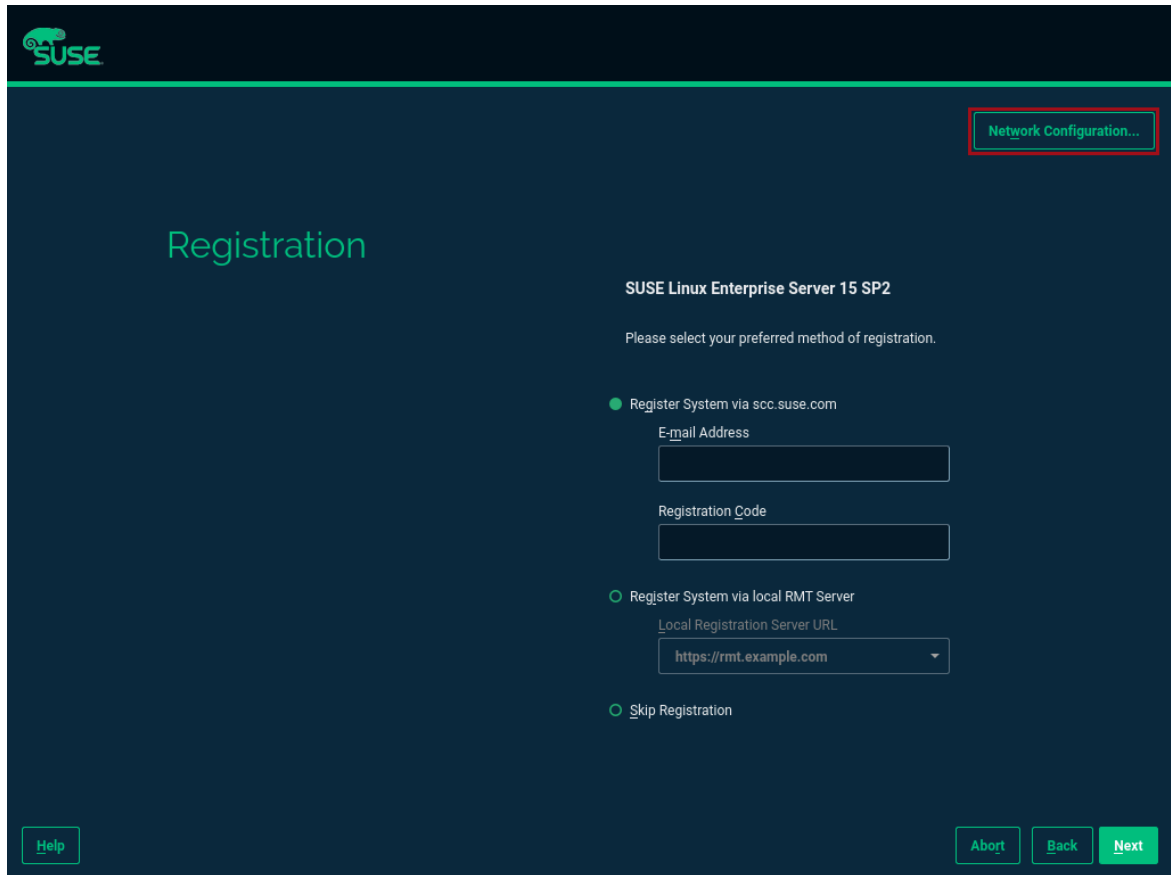 SUSE
Network Configuration...
Registration
SUSE Linux Enterprise Server 15 SP2
Please select your preferred method of registration.
Register System via scc.suse.com
E-mail Address
Registration Code
Register System via local RMT Server
Local Registration Server URL
https://rmt.example.com
Skip Registration
Help
Abort
Back
Next